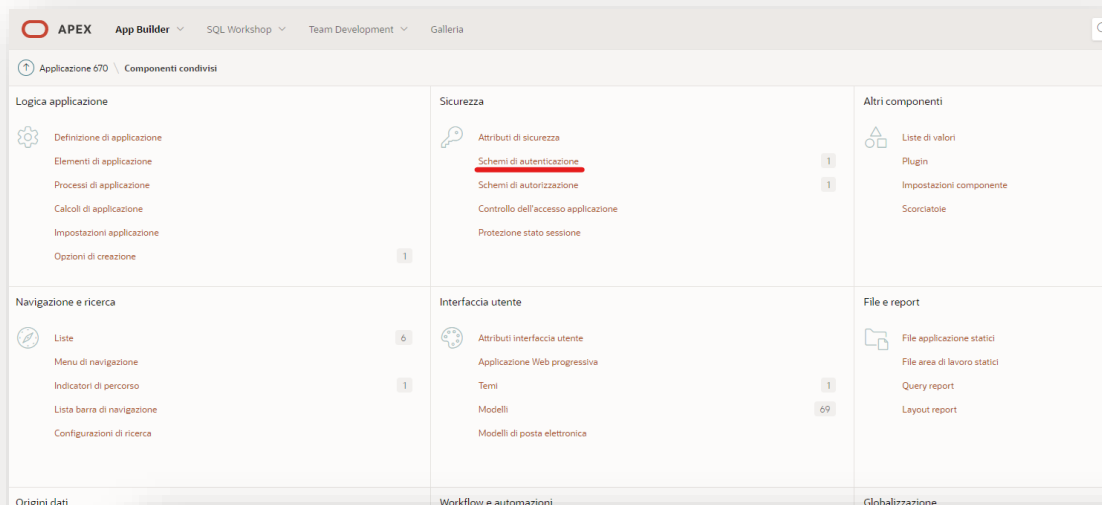 APEX App Builder SQL Workshop Team Development Galleria
Applicazione 670 \ Componenti condivisi
Logica applicazione
Definizione di applicazione
Elementi di applicazione
Processi di applicazione
Calcoli di applicazione
Impostazioni applicazione
Opzioni di creazione 1
Sicurezza
Attributi di sicurezza
Schemi di autenticazione 1
Schemi di autorizzazione 1
Controllo dell'accesso applicazione
Protezione stato sessione
Altri componenti
Liste di valori
Plugin
Impostazioni componente
Scorciatoie
Navigazione e ricerca
Liste 6
Menu di navigazione
Indicatori di percorso 1
Lista barra di navigazione
Configurazioni di ricerca
Interfaccia utente
Attributi interfaccia utente
Applicazione Web progressiva
Temi 1
Modelli 69
Modelli di posta elettronica
File e report
File applicazione statici
File area di lavoro statici
Query report
Layout report
Origini dati
Workflow e automazioni
Globalizzazione